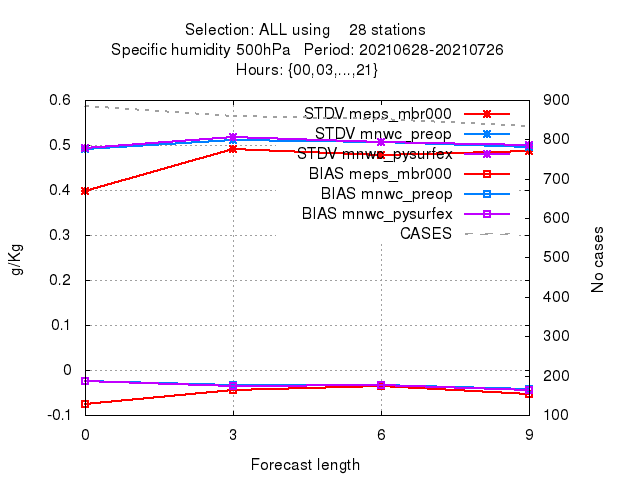 Selection: ALL using 28 stations
Specific humidity 500hPa Period: 20210628-20210726
Hours: {00,03,...,21}
0.6
0.5
0.4
0.3
0.2
0.1
0
-0.1
g/Kg
900
800
700
600
500
400
300
200
100
No cases
STDV meps_mbr000
STDV mnwc_preop
STDV mnwc_pysurfex
BIAS meps_mbr000
BIAS mnwc_preop
BIAS mnwc_pysurfex
CASES
0 3 6 9
Forecast length